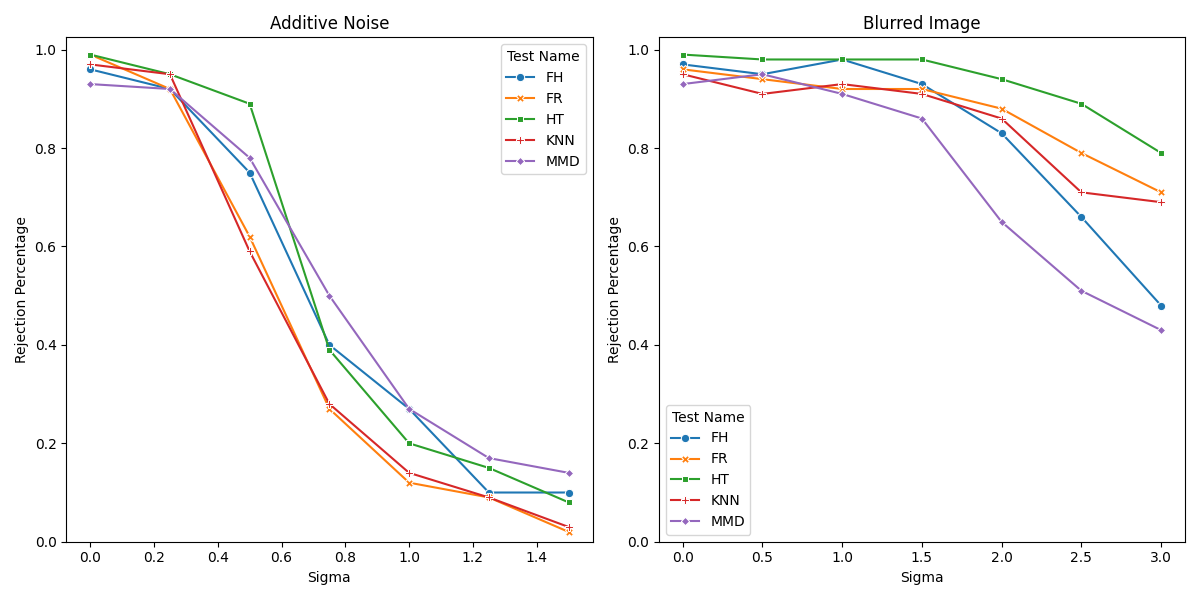 Additive Noise
Rejection Percentage
1.0
0.8
0.6
0.4
0.2
0.0
Test Name
FH
FR
HT
KNN
MMD
0.0 0.2 0.4 0.6 0.8 1.0 1.2 1.4
Sigma
Blurred Image
Rejection Percentage
1.0
0.8
0.6
0.4
0.2
0.0
Test Name
FH
FR
HT
KNN
MMD
0.0 0.5 1.0 1.5 2.0 2.5 3.0
Sigma